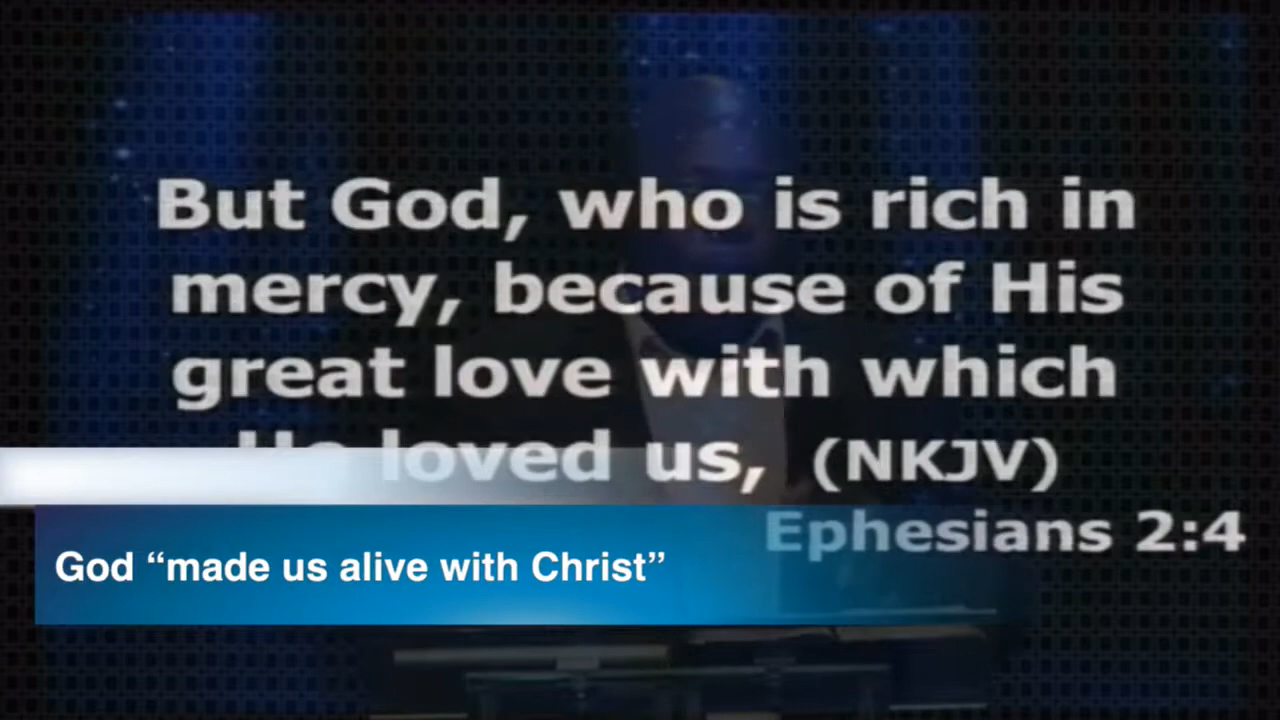 But God, who is rich in
mercy, because of His
great love with which
He loved us, (NKJV)
Ephesians 2:4
God “made us alive with Christ”